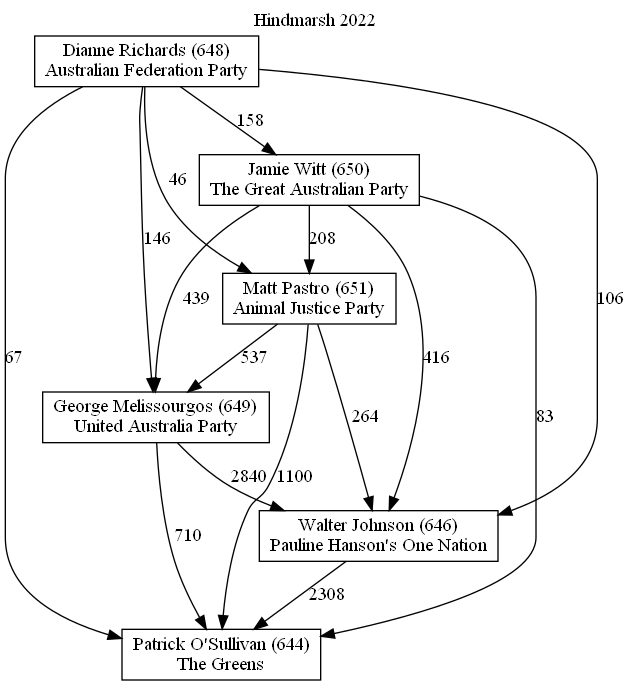 Hindmarsh 2022
Dianne Richards (648)
Australian Federation Party
158
Jamie Witt (650)
The Great Australian Party
46
146
439
208
Matt Pastro (651)
Animal Justice Party
106
67
537
416
83
George Melissourgos (649)
United Australia Party
264
2840
1100
Walter Johnson (646)
Pauline Hanson's One Nation
710
2308
Patrick O'Sullivan (644)
The Greens